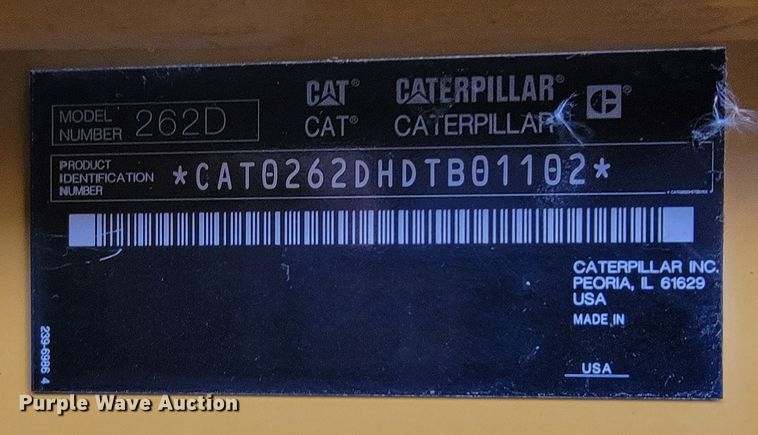 CAT® CATERPILLAR®
CAT® CATERPILLAR®
MODEL NUMBER 262D
PRODUCT IDENTIFICATION NUMBER *CAT0262DHDTB01102*
CATERPILLAR INC.
PEORIA, IL 61629
USA
MADE IN
USA
239-6986 4
Purple Wave Auction